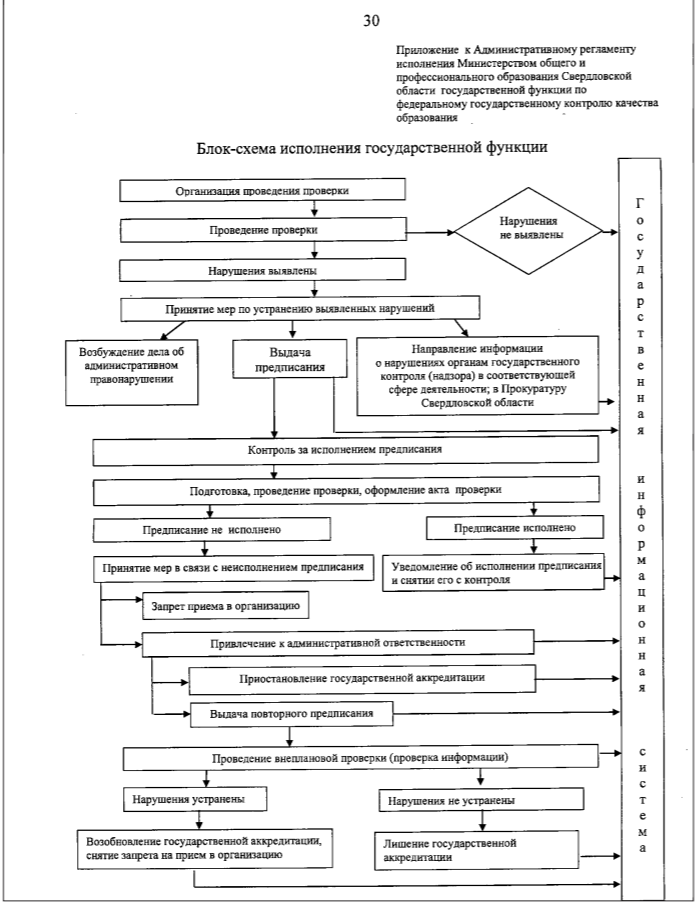 30
Приложение к Административному регламенту
исполнения Министерством общего и
профессионального образования Свердловской
области государственной функции по
федеральному государственному контролю качества
образования
Блок-схема исполнения государственной функции
Организация проведения проверки
Проведение проверки
Нарушения
не выявлены
Нарушения выявлены
Принятие мер по устранению выявленных нарушений
Возбуждение дела об
административном
правонарушении
Выдача
предписания
Направление информации
о нарушениях органам государственного
контроля (надзора) в соответствующей
сфере деятельности; в Прокуратуру
Свердловской области
Контроль за исполнением предписания
Подготовка, проведение проверки, оформление акта проверки
Предписание не исполнено
Предписание исполнено
Принятие мер в связи с неисполнением предписания
Уведомление об исполнении предписания
и снятии его с контроля
Запрет приема в организацию
Привлечение к административной ответственности
Приостановление государственной аккредитации
Выдача повторного предписания
Проведение внеплановой проверки (проверка информации)
Нарушения устранены
Нарушения не устранены
Возобновление государственной аккредитации,
снятие запрета на прием в организацию
Лишение государственной
аккредитации
Государственная информационная система